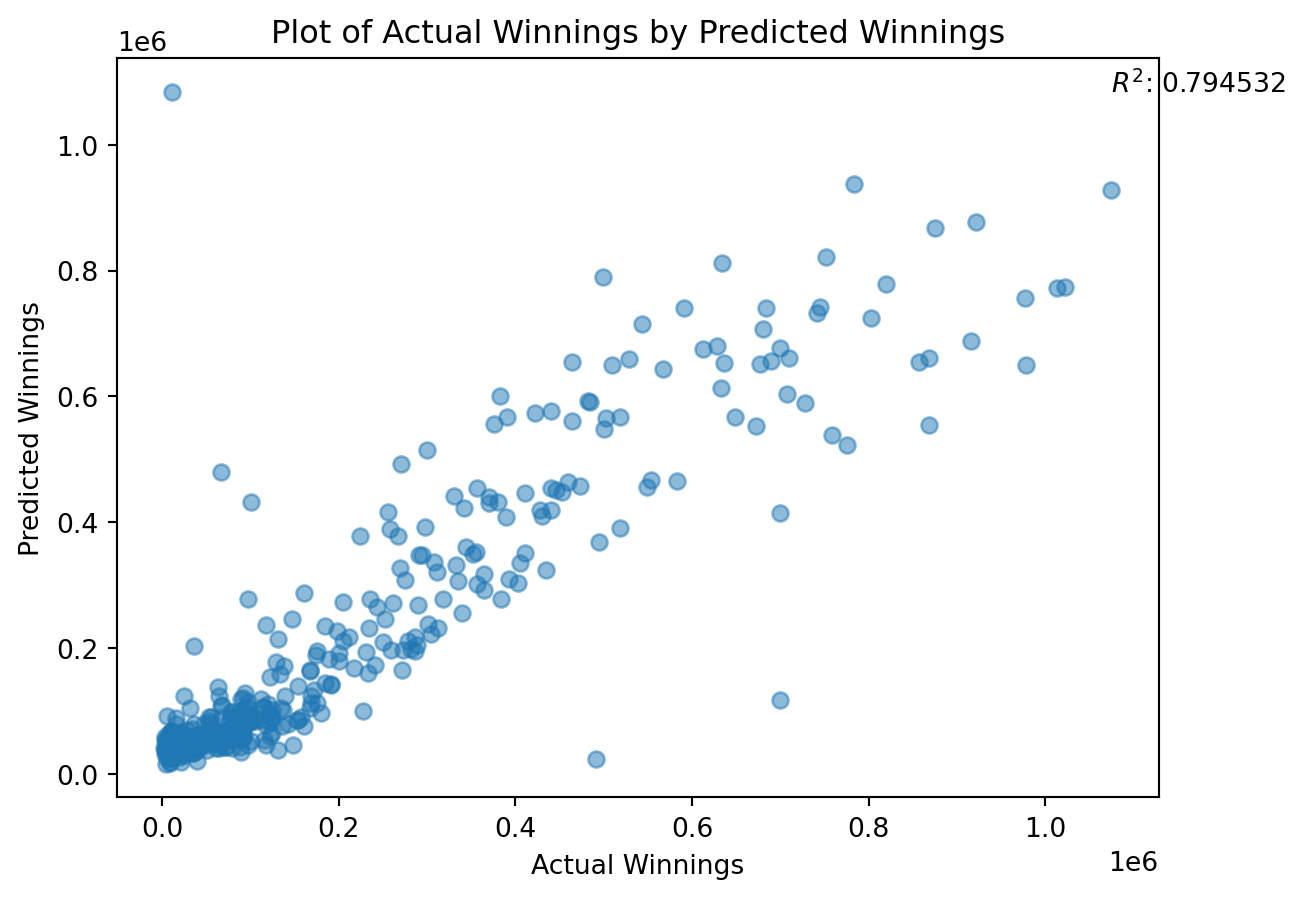 Plot of Actual Winnings by Predicted Winnings
1e6
R²: 0.794532
1.0
0.8
0.6
0.4
0.2
0.0
Predicted Winnings
0.0 0.2 0.4 0.6 0.8 1.0
Actual Winnings
1e6